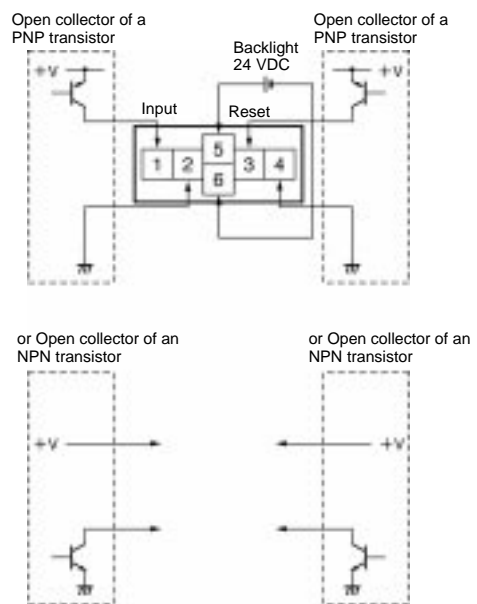 Open collector of a
PNP transistor
Open collector of a
PNP transistor
Backlight
24 VDC
+V
+V
Input
Reset
1 2 5 6 3 4
or Open collector of an
NPN transistor
or Open collector of an
NPN transistor
+V
+V